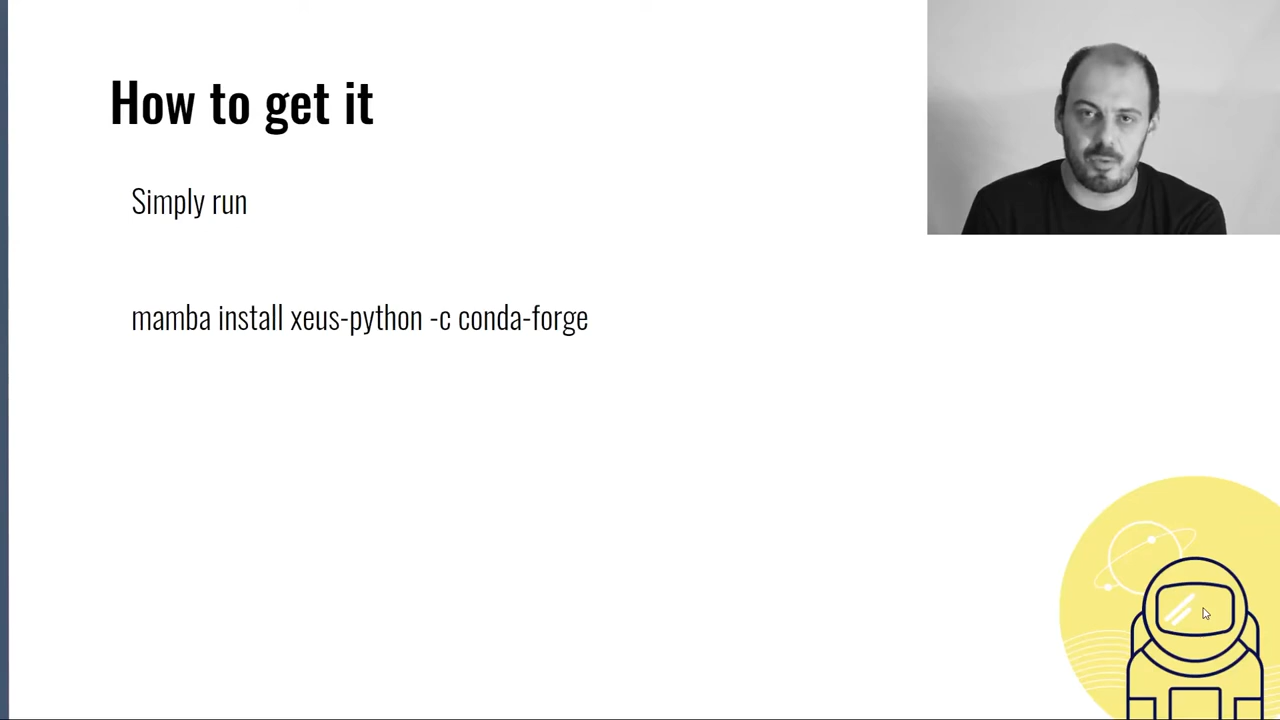 How to get it
Simply run
mamba install xeus-python -c conda-forge